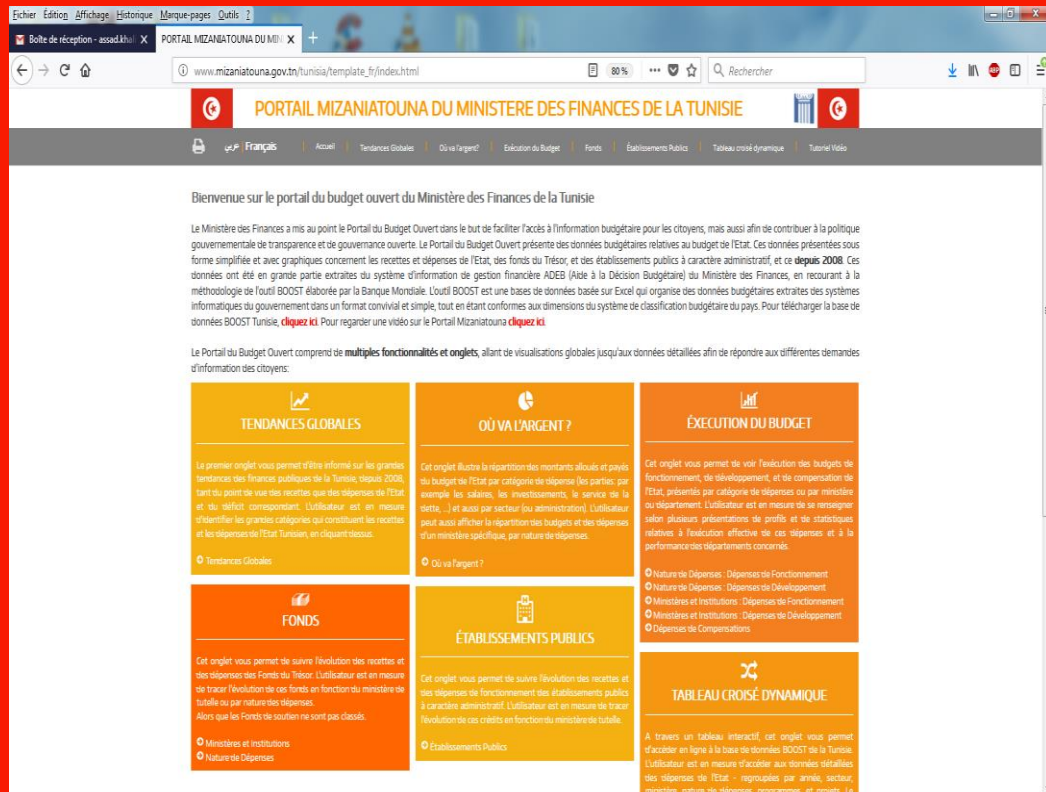 Fichier Édition Affichage Historique Marque-pages Outils ?
Boîte de réception - assad.khal X
PORTAIL MIZANIATOUNA DU MIN X +
www.mizaniatouna.gov.tn/tunisia/template_fr/index.html 80 % Rechercher
PORTAIL MIZANIATOUNA DU MINISTERE DES FINANCES DE LA TUNISIE
عربي | Français | Accueil | Tendances Globales | Où va l'argent? | Exécution du Budget | Fonds | Établissements Publics | Tableau croisé dynamique | Tutoriel Vidéo
Bienvenue sur le portail du budget ouvert du Ministère des Finances de la Tunisie
Le Ministère des Finances a mis au point le Portail du Budget Ouvert dans le but de faciliter l'accès à l'information budgétaire pour les citoyens, mais aussi afin de contribuer à la politique
gouvernementale de transparence et de gouvernance ouverte. Le Portail du Budget Ouvert présente des données budgétaires relatives au budget de l'Etat. Ces données présentées sous
forme simplifiée et avec graphiques concernent les recettes et dépenses de l'Etat, des fonds du Trésor, et des établissements publics à caractère administratif, et ce depuis 2008. Ces
données ont été en grande partie extraites du système d'information de gestion financière ADEB (Aide à la Décision Budgétaire) du Ministère des Finances, en recourant à la
méthodologie de l'outil BOOST élaborée par la Banque Mondiale. L'outil BOOST est une bases de données basée sur Excel qui organise des données budgétaires extraites des systèmes
informatiques du gouvernement dans un format convivial et simple, tout en étant conformes aux dimensions du système de classification budgétaire du pays. Pour télécharger la base de
données BOOST Tunisie, cliquez ici. Pour regarder une vidéo sur le Portail Mizaniatouna cliquez ici.
Le Portail du Budget Ouvert comprend de multiples fonctionnalités et onglets, allant de visualisations globales jusqu'aux données détaillées afin de répondre aux différentes demandes
d'information des citoyens:
TENDANCES GLOBALES
Le premier onglet vous permet d'être informé sur les grandes
tendances des finances publiques de la Tunisie, depuis 2008,
tant du point de vue des recettes que des dépenses de l'Etat
et du déficit correspondant. L'utilisateur est en mesure
d'identifier les grandes catégories qui constituent les recettes
et les dépenses de l'Etat Tunisien, en cliquant dessus.
Tendances Globales
OÙ VA L'ARGENT ?
Cet onglet illustre la répartition des montants alloués et payés
du budget de l'Etat par catégorie de dépense (les parties: par
exemple les salaires, les investissements, le service de la
dette, ...) et aussi par secteur (ou administration). L'utilisateur
peut aussi afficher la répartition des budgets et des dépenses
d'un ministère spécifique, par nature de dépenses.
Où va l'argent ?
ÉXECUTION DU BUDGET
Cet onglet vous permet de voir l'exécution des budgets de
fonctionnement, de développement, et de compensation de
l'Etat, présentés par catégorie de dépenses ou par ministère
ou département. L'utilisateur est en mesure de se renseigner
selon plusieurs présentations de profils et de statistiques
relatives à l'exécution effective de ces dépenses et à la
performance des départements concernés.
Nature de Dépenses : Dépenses de Fonctionnement
Nature de Dépenses : Dépenses de Développement
Ministères et Institutions : Dépenses de Fonctionnement
Ministères et Institutions : Dépenses de Développement
Dépenses de Compensations
FONDS
Cet onglet vous permet de suivre l'évolution des recettes et
des dépenses des Fonds du Trésor. L'utilisateur est en mesure
de tracer l'évolution de ces fonds en fonction du ministère de
tutelle ou par nature des dépenses.
Alors que les Fonds de soutien ne sont pas classés.
Ministères et Institutions
Nature de Dépenses
ÉTABLISSEMENTS PUBLICS
Cet onglet vous permet de suivre l'évolution des recettes et
des dépenses de fonctionnement des établissements publics
à caractère administratif. L'utilisateur est en mesure de tracer
l'évolution de ces crédits en fonction du ministère de tutelle.
Établissements Publics
TABLEAU CROISÉ DYNAMIQUE
A travers un tableau interactif, cet onglet vous permet
d'accéder en ligne à la base de données BOOST de la Tunisie.
L'utilisateur est en mesure d'accéder aux données détaillées
des dépenses de l'Etat - regroupées par année, secteur,
ministère, nature de dépenses, programmes, et projets. Le